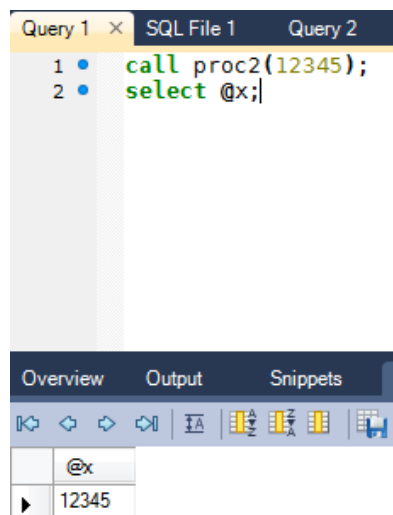 Query 1 × SQL File 1 Query 2
1 call proc2(12345);
2 select @x;
Overview Output Snippets
@x
12345